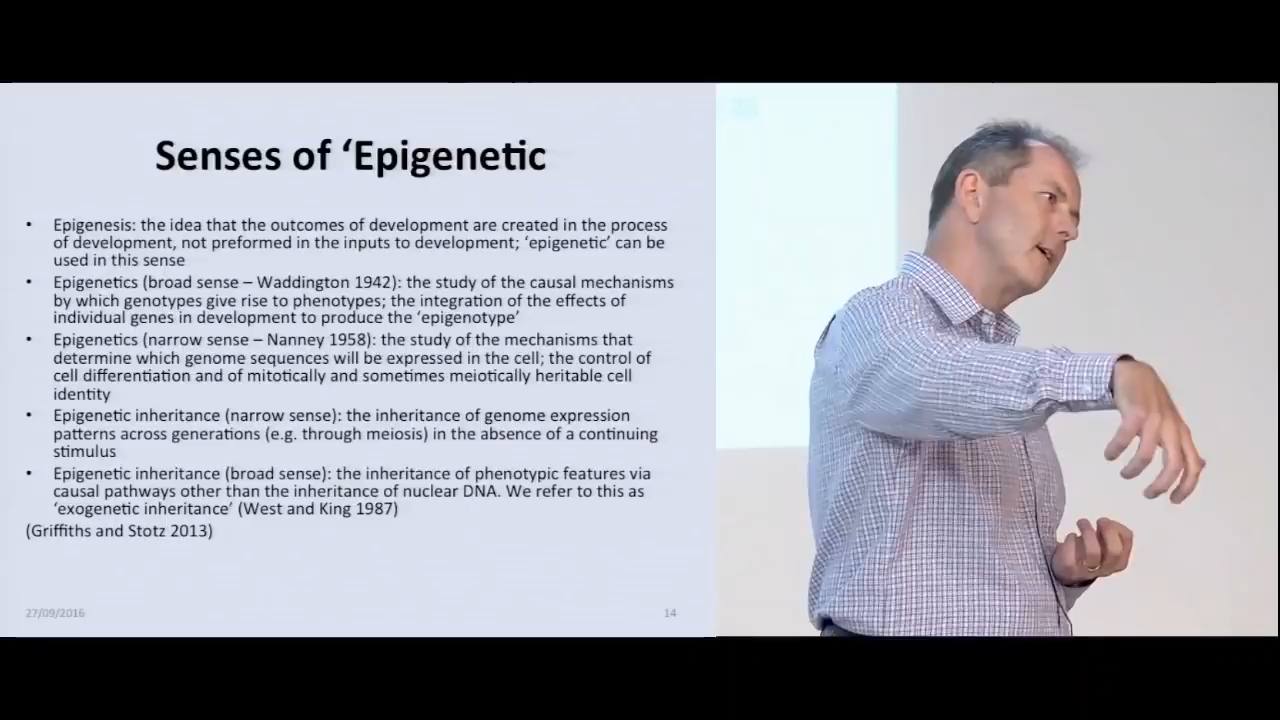 Senses of ‘Epigenetic
• Epigenesis: the idea that the outcomes of development are created in the process
of development, not preformed in the inputs to development; ‘epigenetic’ can be
used in this sense
• Epigenetics (broad sense – Waddington 1942): the study of the causal mechanisms
by which genotypes give rise to phenotypes; the integration of the effects of
individual genes in development to produce the ‘epigenotype’
• Epigenetics (narrow sense – Nanney 1958): the study of the mechanisms that
determine which genome sequences will be expressed in the cell; the control of
cell differentiation and of mitotically and sometimes meiotically heritable cell
identity
• Epigenetic inheritance (narrow sense): the inheritance of genome expression
patterns across generations (e.g. through meiosis) in the absence of a continuing
stimulus
• Epigenetic inheritance (broad sense): the inheritance of phenotypic features via
causal pathways other than the inheritance of nuclear DNA. We refer to this as
‘exogenetic inheritance’ (West and King 1987)
(Griffiths and Stotz 2013)
27/09/2016
14